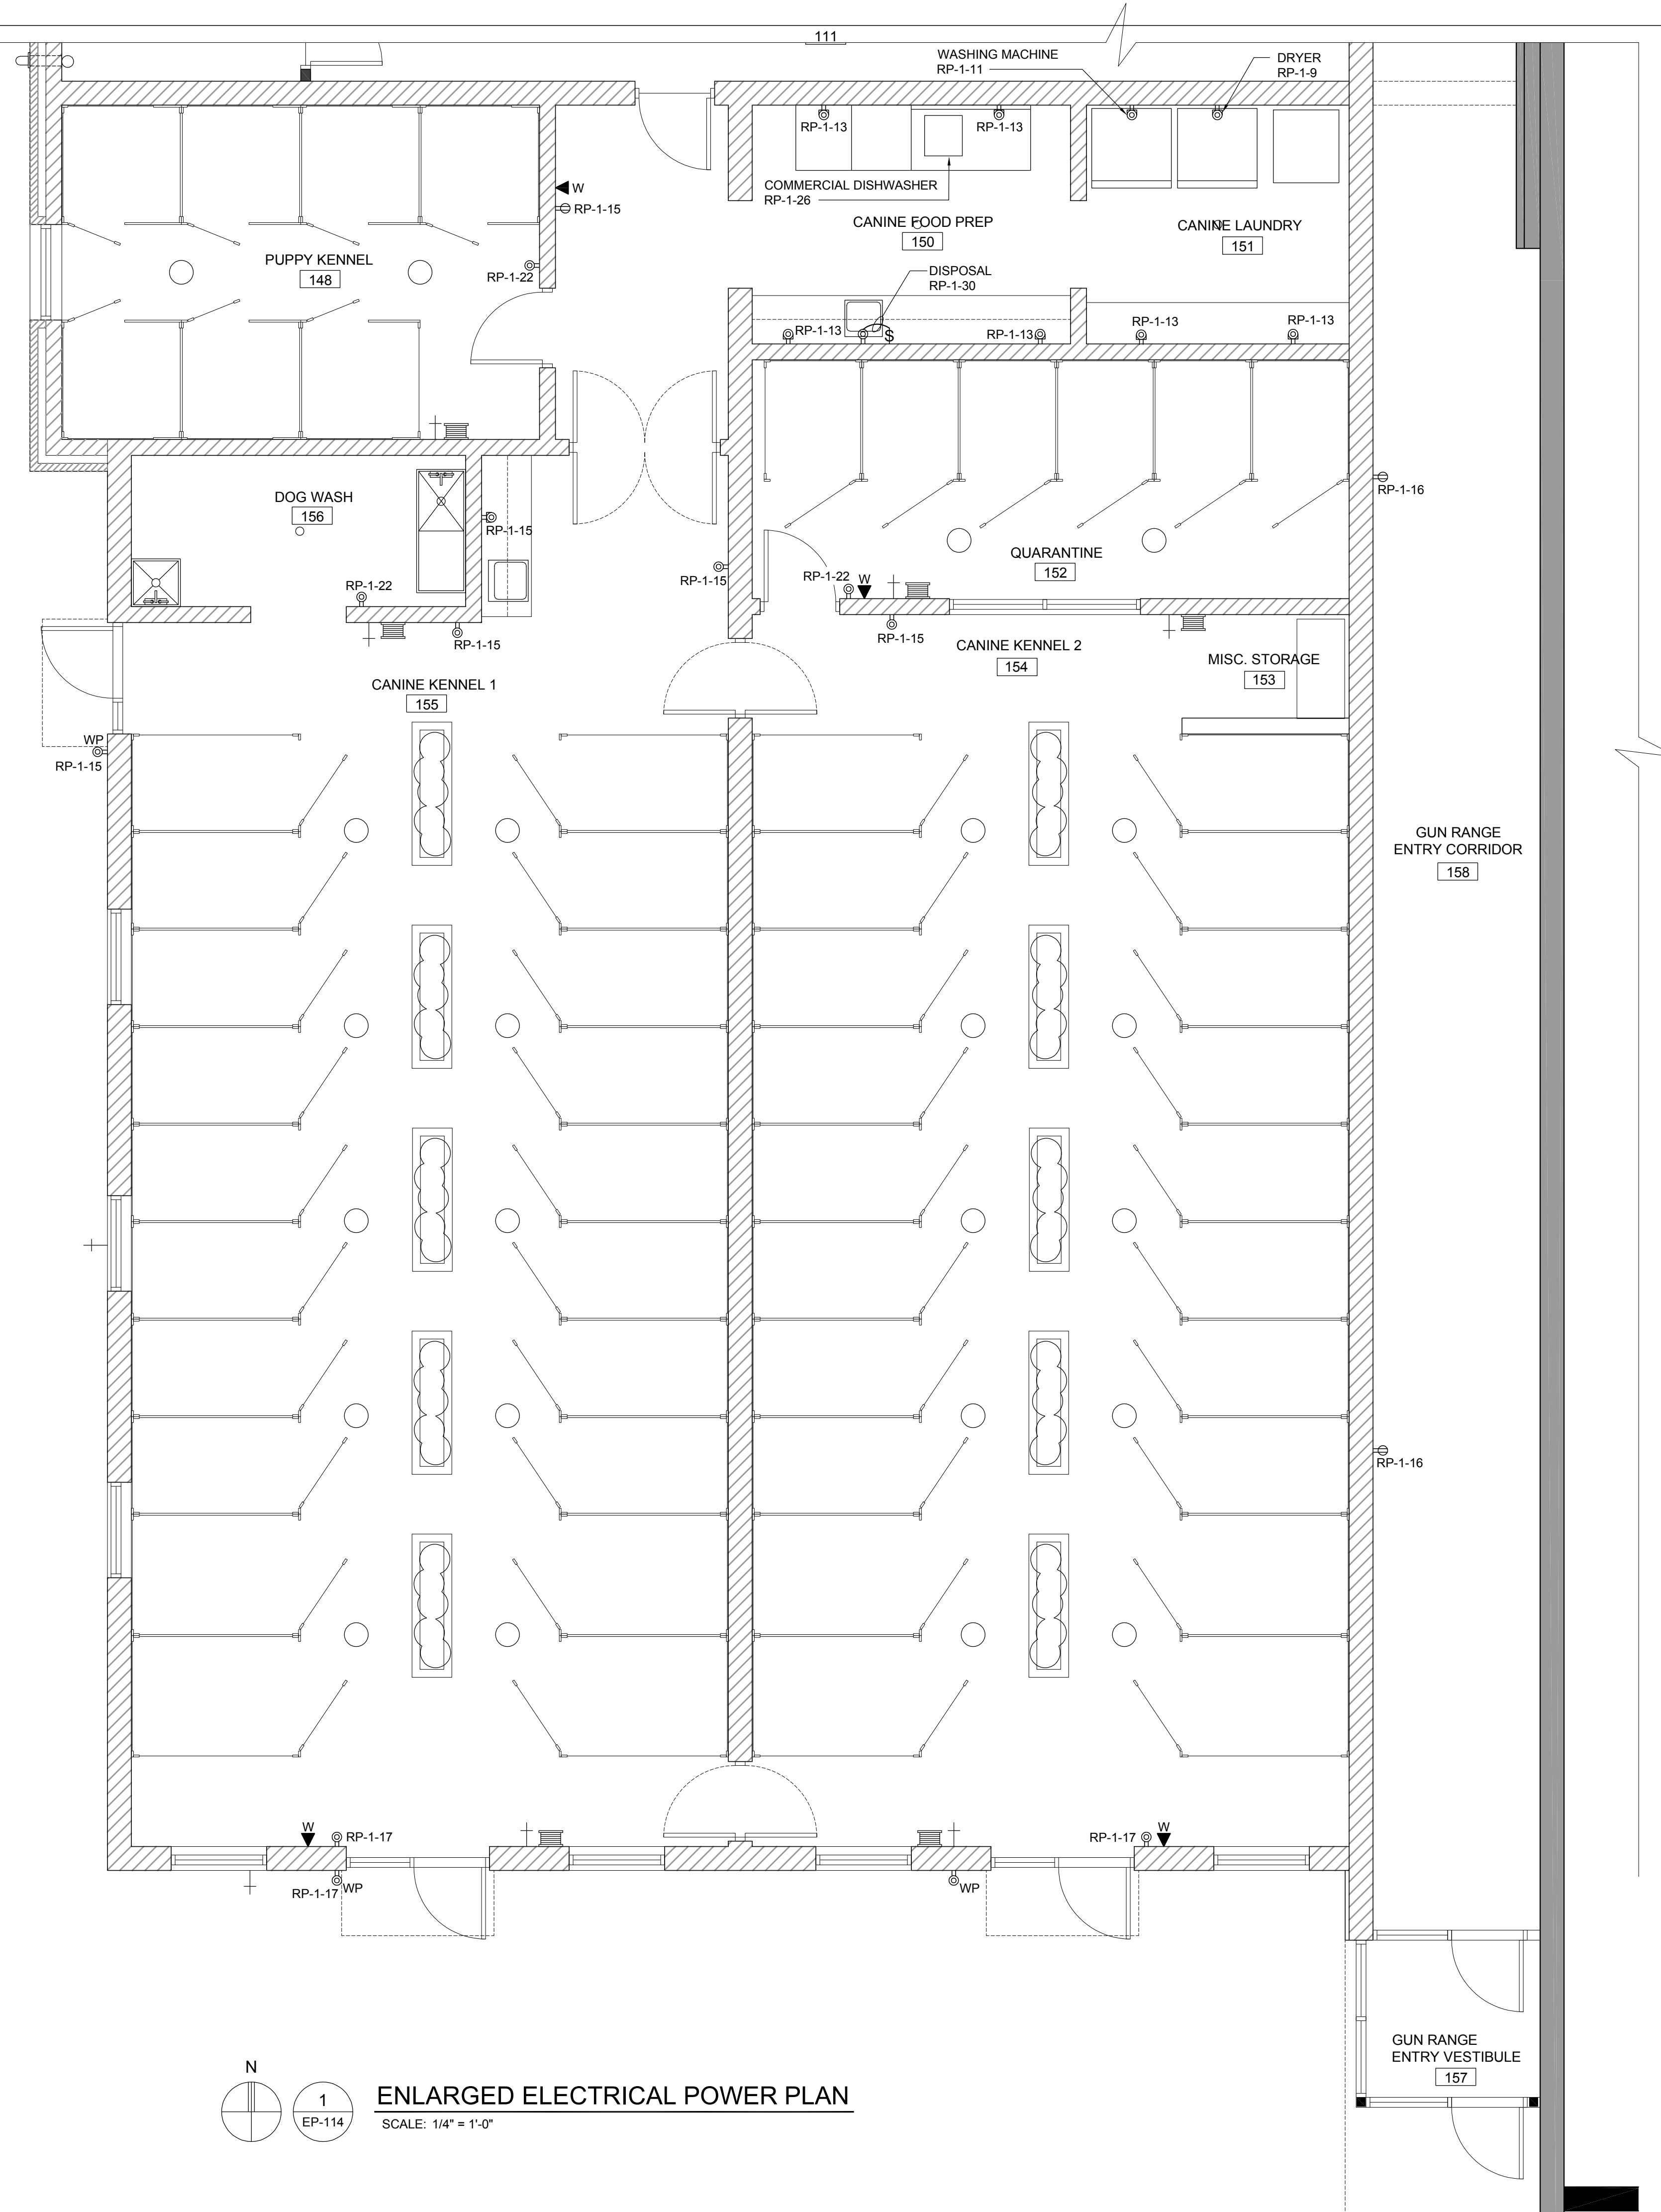 111
WASHING MACHINE
RP-1-11
DRYER
RP-1-9
RP-1-13
RP-1-13
COMMERCIAL DISHWASHER
RP-1-26
W
RP-1-15
CANINE FOOD PREP
150
CANINE LAUNDRY
151
PUPPY KENNEL
148
RP-1-22
DISPOSAL
RP-1-30
RP-1-13
$
RP-1-13
RP-1-13
RP-1-13
RP-1-16
DOG WASH
156
RP-1-15
QUARANTINE
152
RP-1-15
RP-1-22
W
RP-1-22
RP-1-15
RP-1-15
CANINE KENNEL 2
154
MISC. STORAGE
153
CANINE KENNEL 1
155
WP
RP-1-15
GUN RANGE
ENTRY CORRIDOR
158
RP-1-16
W
RP-1-17
RP-1-17
W
RP-1-17
WP
WP
GUN RANGE
ENTRY VESTIBULE
157
N
1
EP-114
ENLARGED ELECTRICAL POWER PLAN
SCALE: 1/4" = 1'-0"